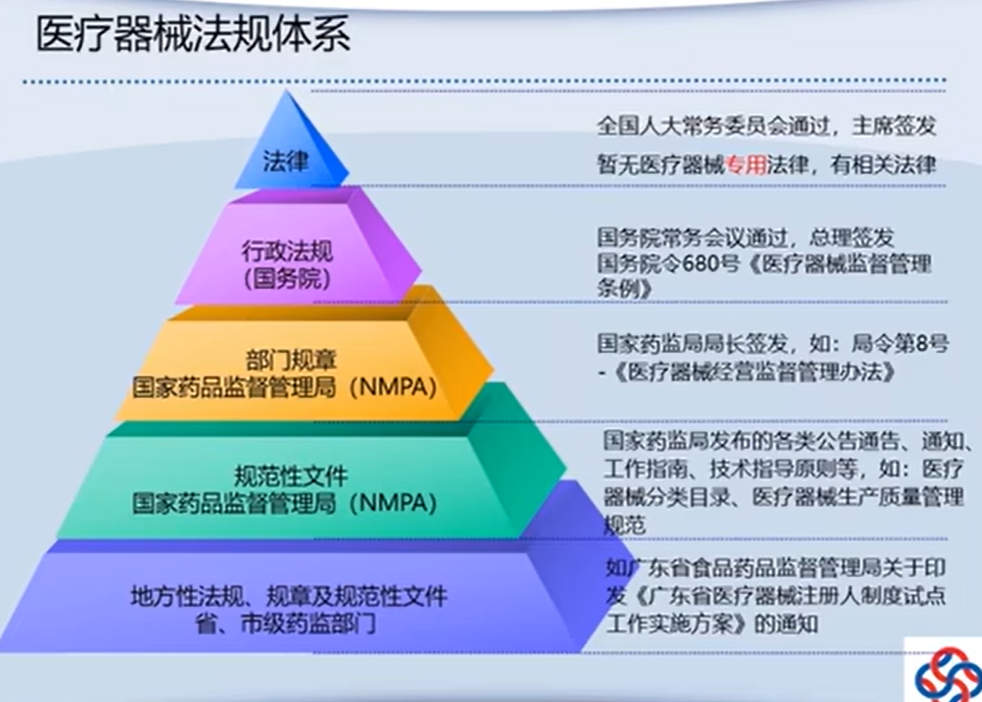 医疗器械法规体系
法律
全国人大常务委员会通过，主席签发
暂无医疗器械专用法律，有相关法律
行政法规
（国务院）
国务院常务会议通过，总理签发
国务院令680号《医疗器械监督管理
条例》
部门规章
国家药品监督管理局（NMPA）
国家药监局局长签发，如：局令第8号
-《医疗器械经营监督管理办法》
规范性文件
国家药品监督管理局（NMPA）
国家药监局发布的各类公告通告、通知、
工作指南、技术指导原则等，如：医疗
器械分类目录、医疗器械生产质量管理
规范
地方性法规、规章及规范性文件
省、市级药监部门
如广东省食品药品监督管理局关于印
发《广东省医疗器械注册人制度试点
工作实施方案》的通知